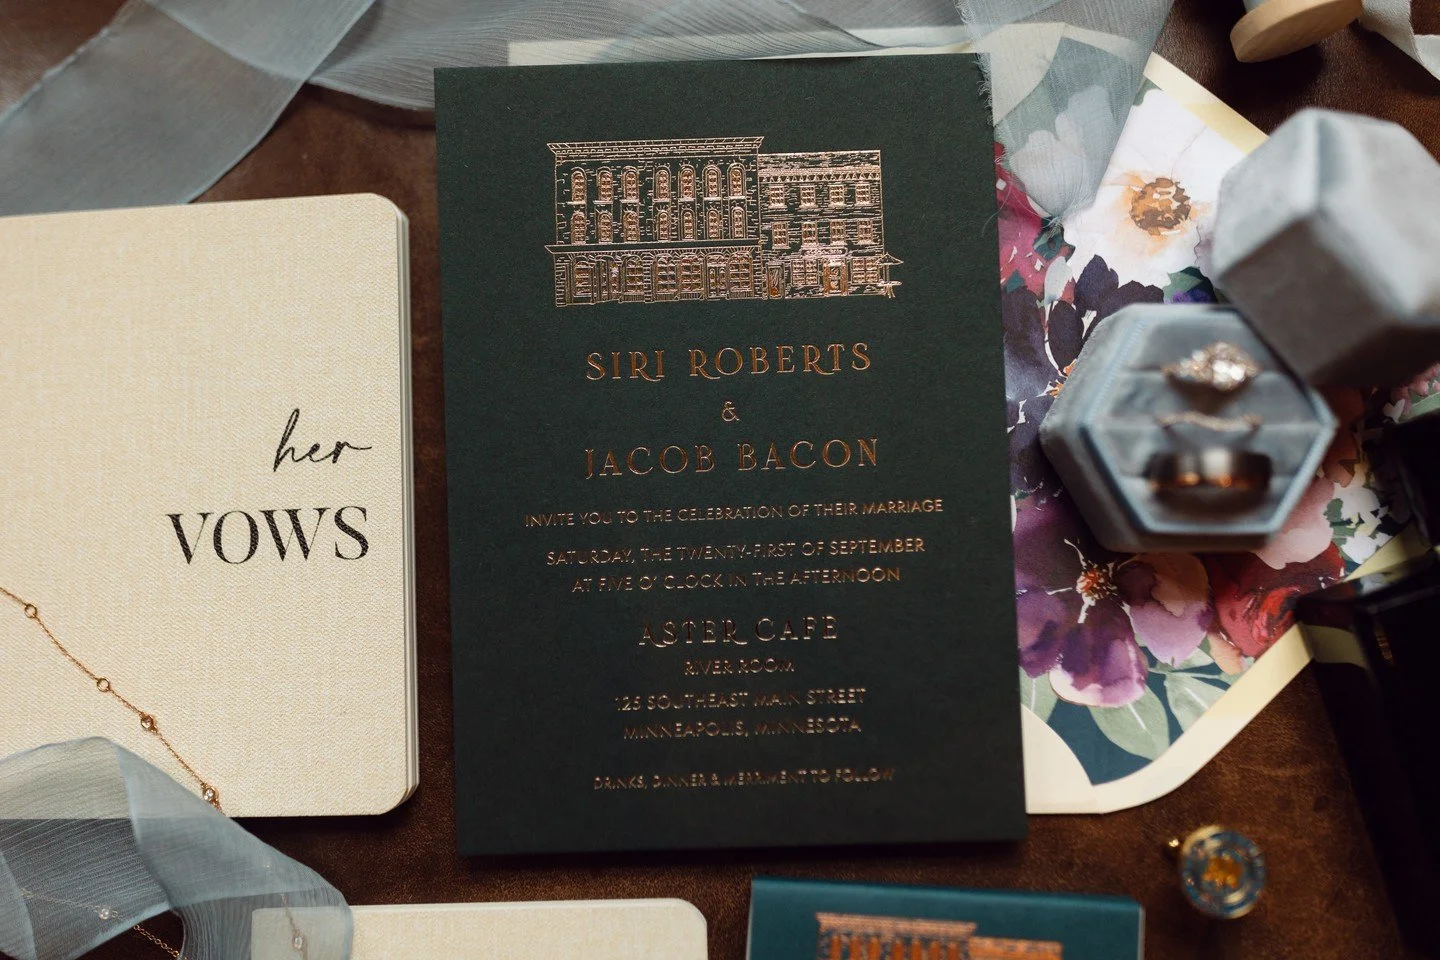 her
VOWS
SIRI ROBERTS
&
JACOB BACON
INVITE YOU TO THE CELEBRATION OF THEIR MARRIAGE
SATURDAY, THE TWENTY-FIRST OF SEPTEMBER
AT FIVE O' CLOCK IN THE AFTERNOON
ASTER CAFE
RIVER ROOM
125 SOUTHEAST MAIN STREET
MINNEAPOLIS, MINNESOTA
DRINKS, DINNER & MERRIMENT TO FOLLOW